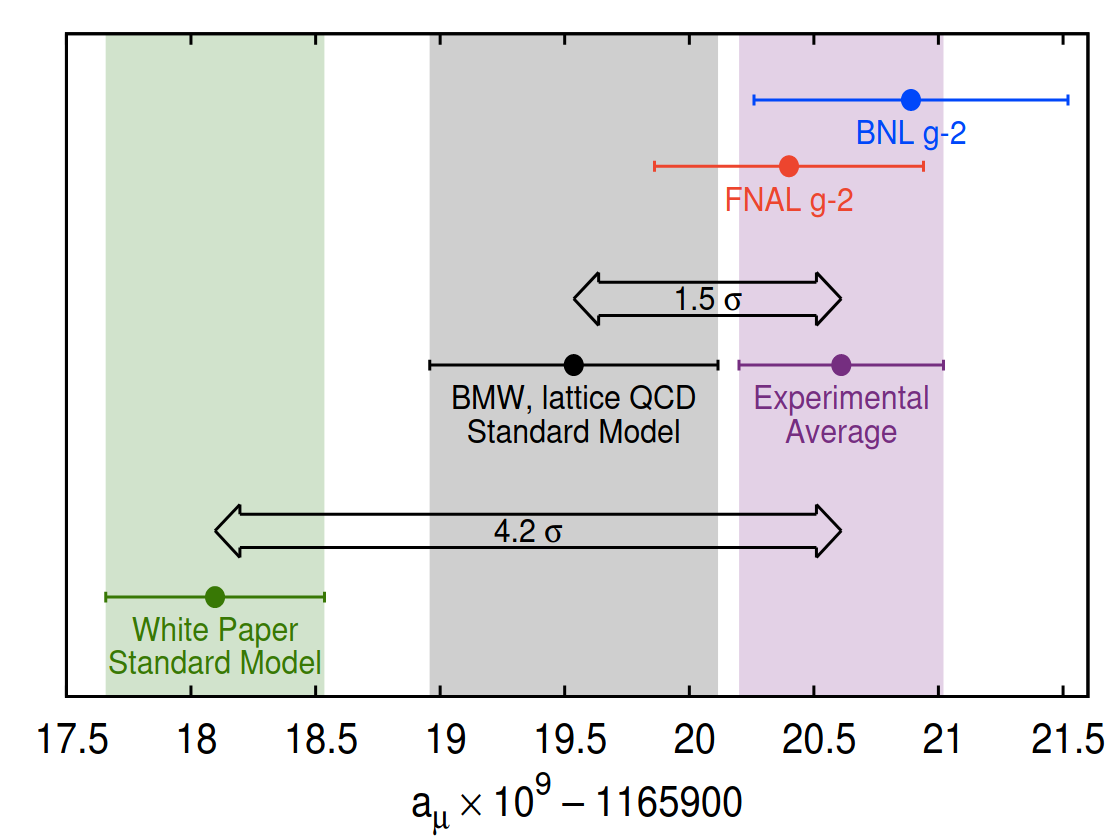 BNL g-2
FNAL g-2
1.5 σ
BMW, lattice QCD
Standard Model
Experimental
Average
4.2 σ
White Paper
Standard Model
17.5 18 18.5 19 19.5 20 20.5 21 21.5
aμ × 10⁹ – 1165900